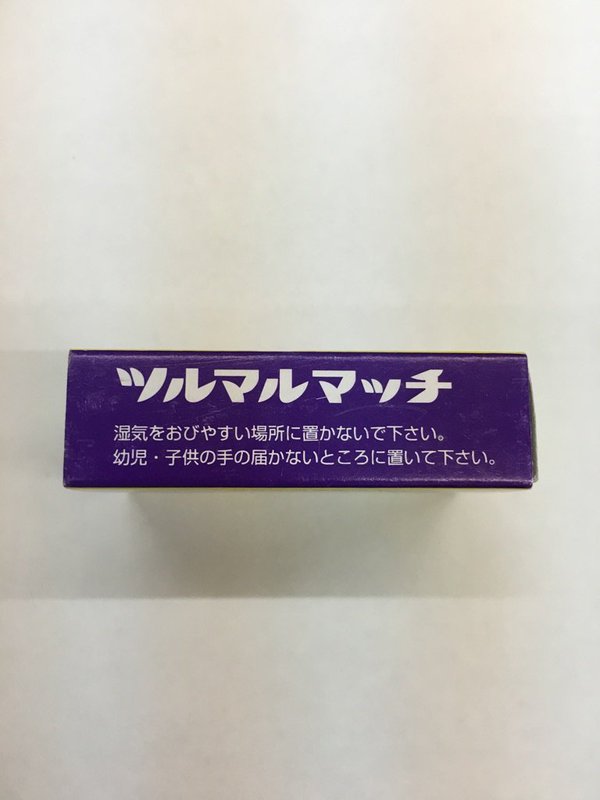 ツルマルマッチ
湿気をおびやすい場所に置かないで下さい。
幼児・子供の手の届かないところに置いて下さい。